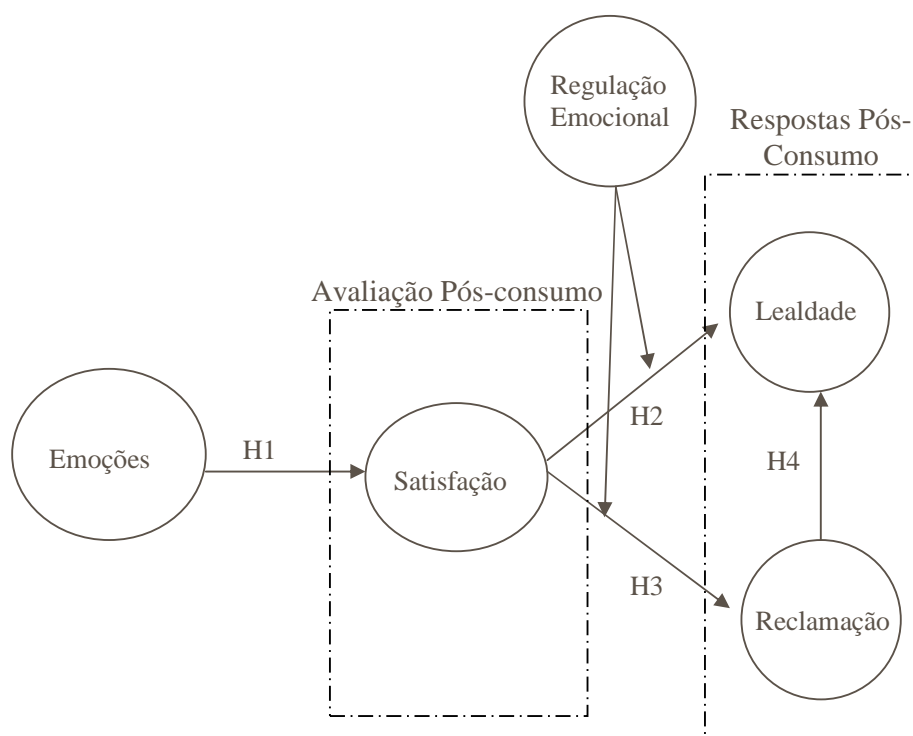 Regulação
Emocional
Respostas Pós-
Consumo
Avaliação Pós-consumo
Lealdade
H2
Emoções
H1
Satisfação
H4
H3
Reclamação